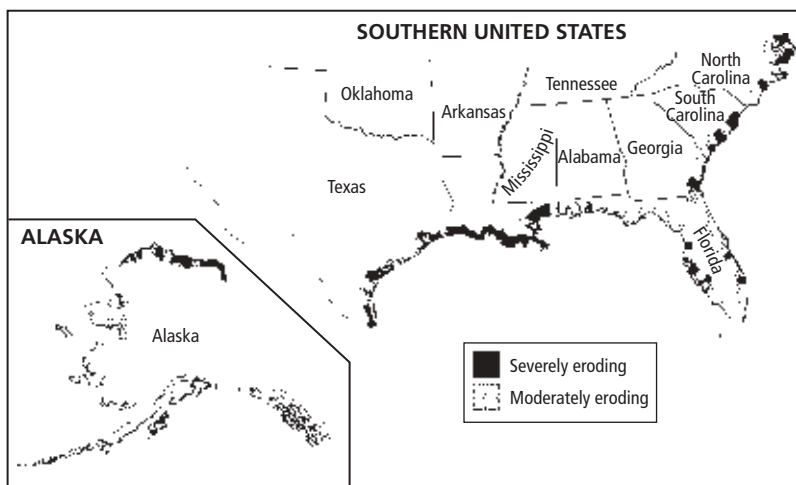 SOUTHERN UNITED STATES
North
Carolina
Tennessee
Oklahoma
Arkansas
South
Carolina
Mississippi
Alabama
Georgia
Texas
Florida
ALASKA
Alaska
Severely eroding
Moderately eroding